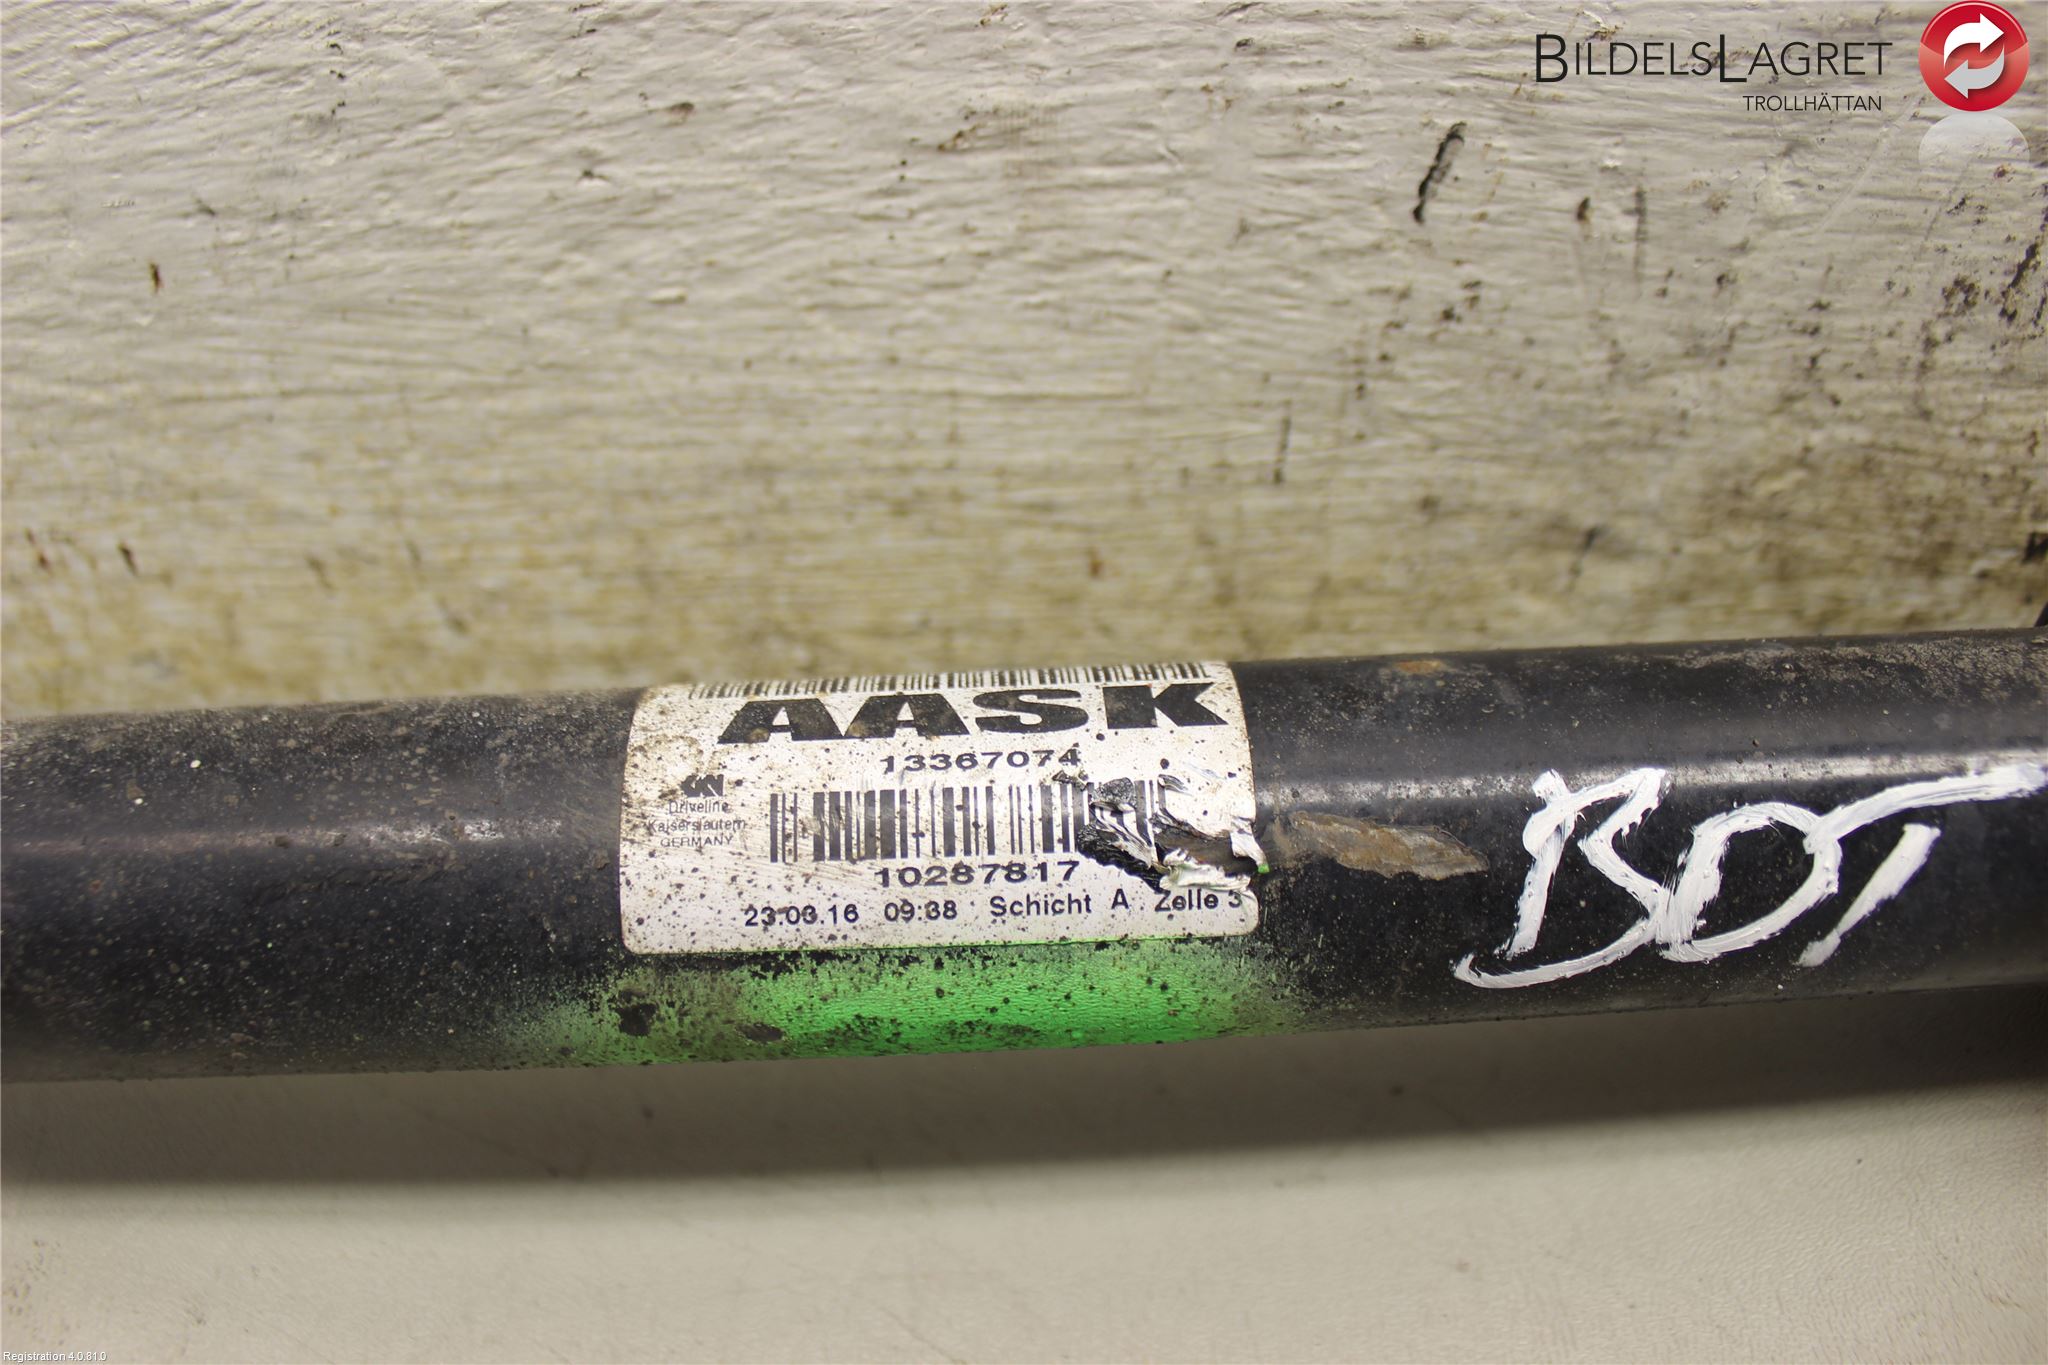 BILDELSLAGRET
TROLLHÄTTAN
AASK
13367074
GKN
Driveline
Kaiserslautern
GERMANY
10287817
23.03.16 09:38 Schicht A Zelle 3
BOT
Registration 4.0.81.0